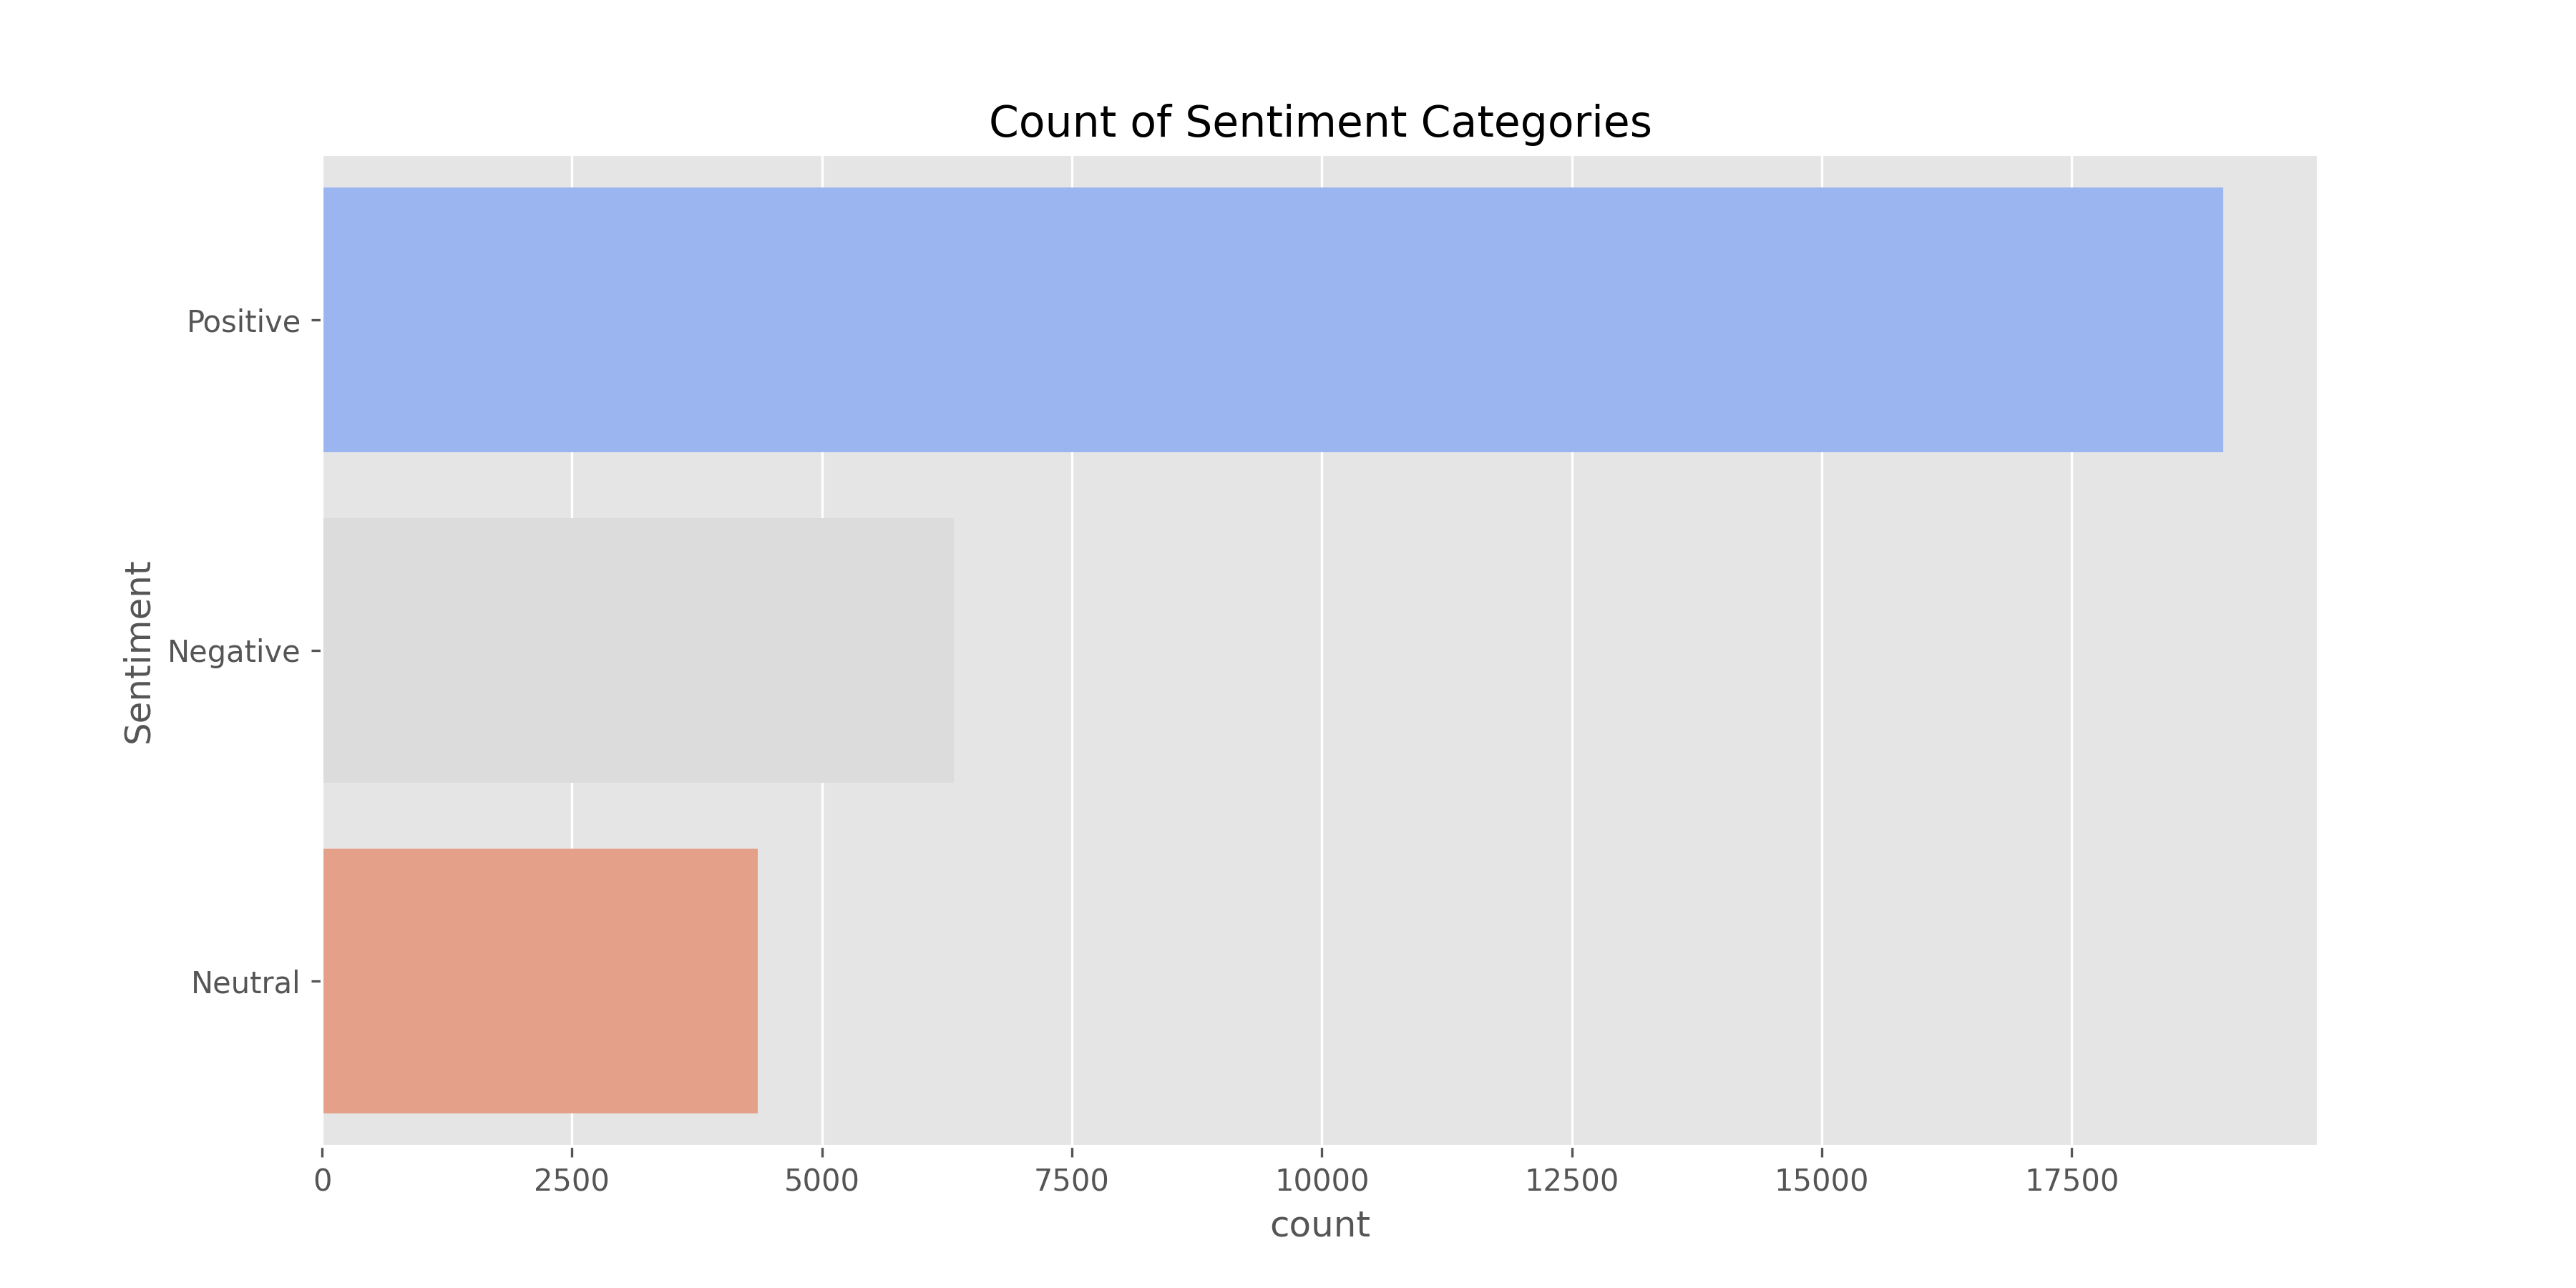 Count of Sentiment Categories
Sentiment
Positive
Negative
Neutral
0 2500 5000 7500 10000 12500 15000 17500
count